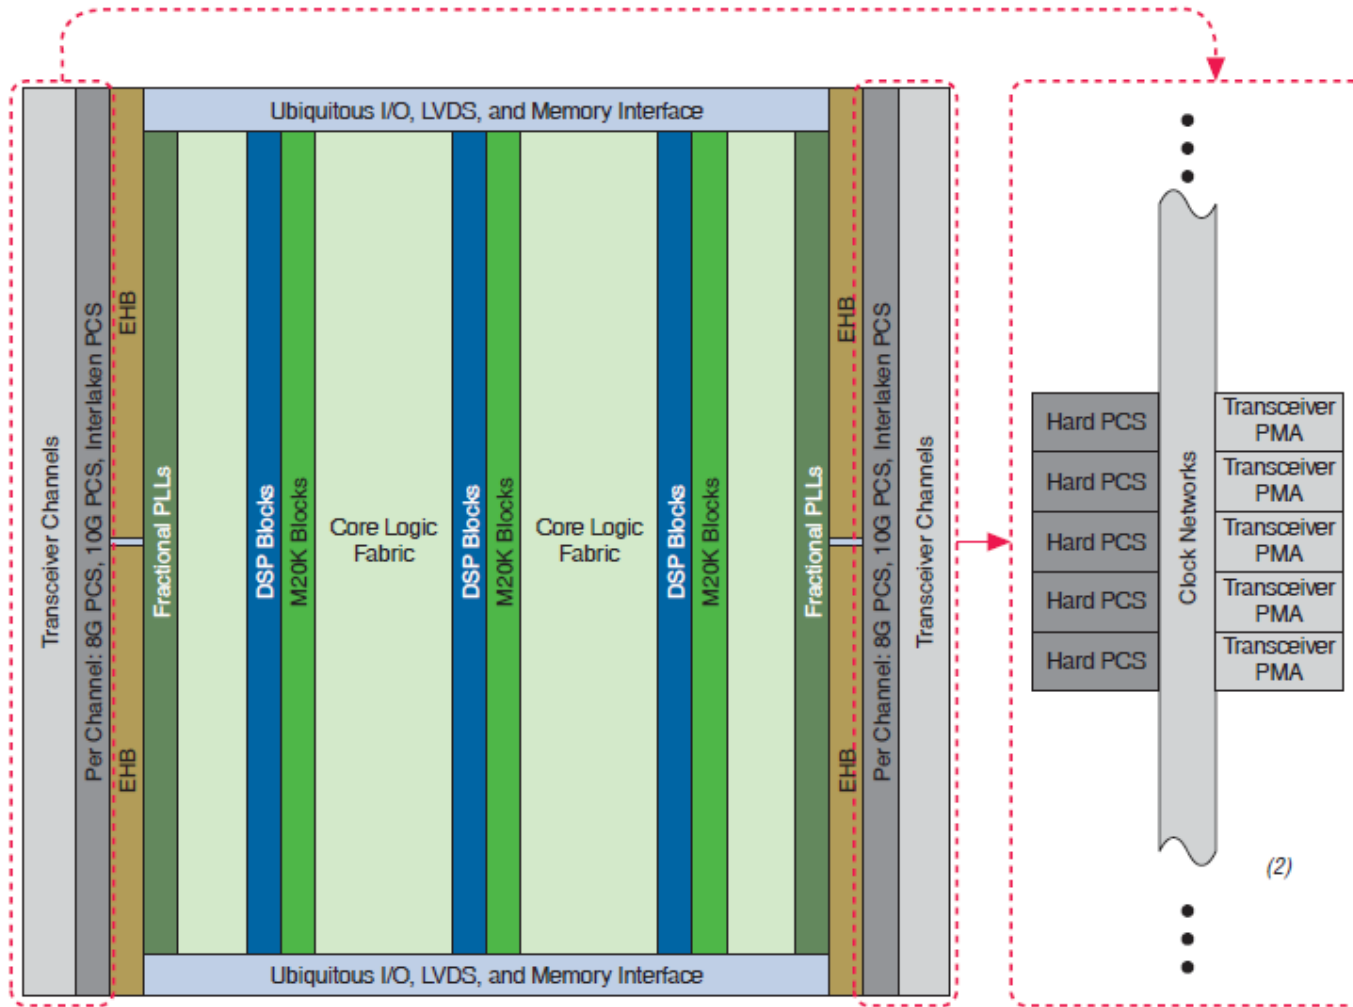 Ubiquitous I/O, LVDS, and Memory Interface
Transceiver Channels
Per Channel: 8G PCS, 10G PCS, Interlaken PCS
EHB
EHB
Fractional PLLs
DSP Blocks
M20K Blocks
Core Logic
Fabric
DSP Blocks
M20K Blocks
Core Logic
Fabric
DSP Blocks
M20K Blocks
Fractional PLLs
EHB
EHB
Per Channel: 8G PCS, 10G PCS, Interlaken PCS
Transceiver Channels
Ubiquitous I/O, LVDS, and Memory Interface
Hard PCS
Hard PCS
Hard PCS
Hard PCS
Hard PCS
Clock Networks
Transceiver
PMA
Transceiver
PMA
Transceiver
PMA
Transceiver
PMA
Transceiver
PMA
(2)